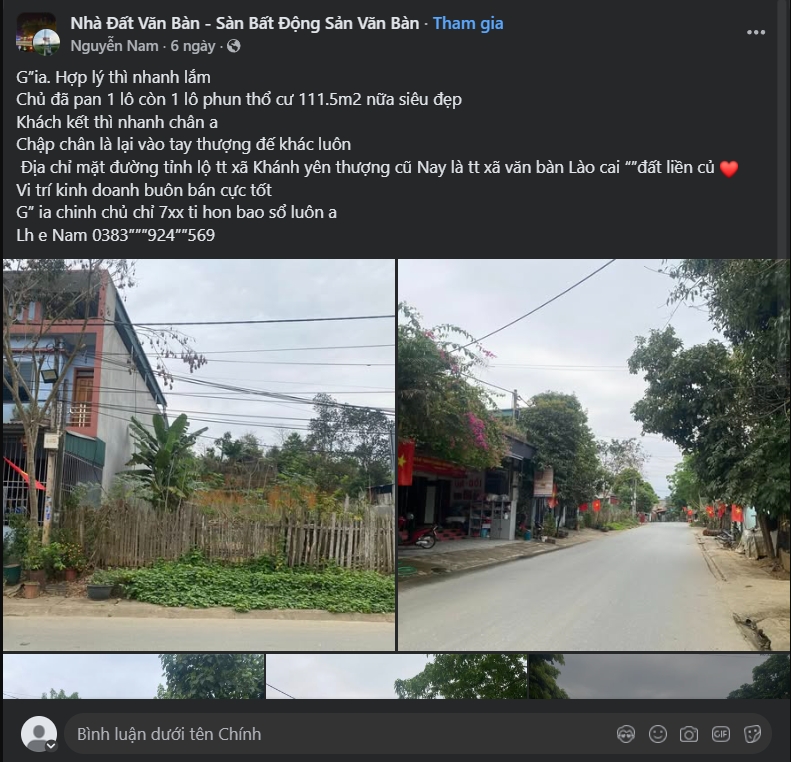 Nhà Đất Văn Bàn - Sàn Bất Động Sản Văn Bàn · Tham gia
Nguyễn Nam · 6 ngày ·
G"ia. Hợp lý thì nhanh lắm
Chủ đã pan 1 lô còn 1 lô phun thổ cư 111.5m2 nữa siêu đẹp
Khách kết thì nhanh chân a
Chập chân là lại vào tay thượng đế khác luôn
Địa chỉ mặt đường tỉnh lộ tt xã Khánh yên thượng cũ Nay là tt xã văn bàn Lào cai ""đất liền củ ❤️
Vi trí kinh doanh buôn bán cực tốt
G" ia chinh chủ chỉ 7xx ti hon bao sổ luôn a
Lh e Nam 0383"""924""569
Bình luận dưới tên Chính
GIF